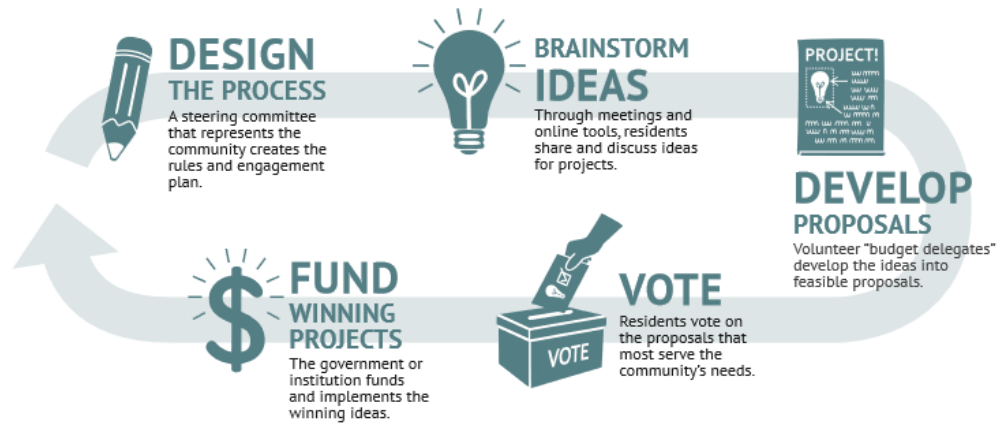 DESIGN
THE PROCESS
A steering committee
that represents the
community creates the
rules and engagement
plan.
BRAINSTORM
IDEAS
Through meetings and
online tools, residents
share and discuss ideas
for projects.
PROJECT!
DEVELOP
PROPOSALS
Volunteer "budget delegates"
develop the ideas into
feasible proposals.
VOTE
Residents vote on
the proposals that
most serve the
community's needs.
VOTE
FUND
WINNING
PROJECTS
The government or
institution funds
and implements the
winning ideas.